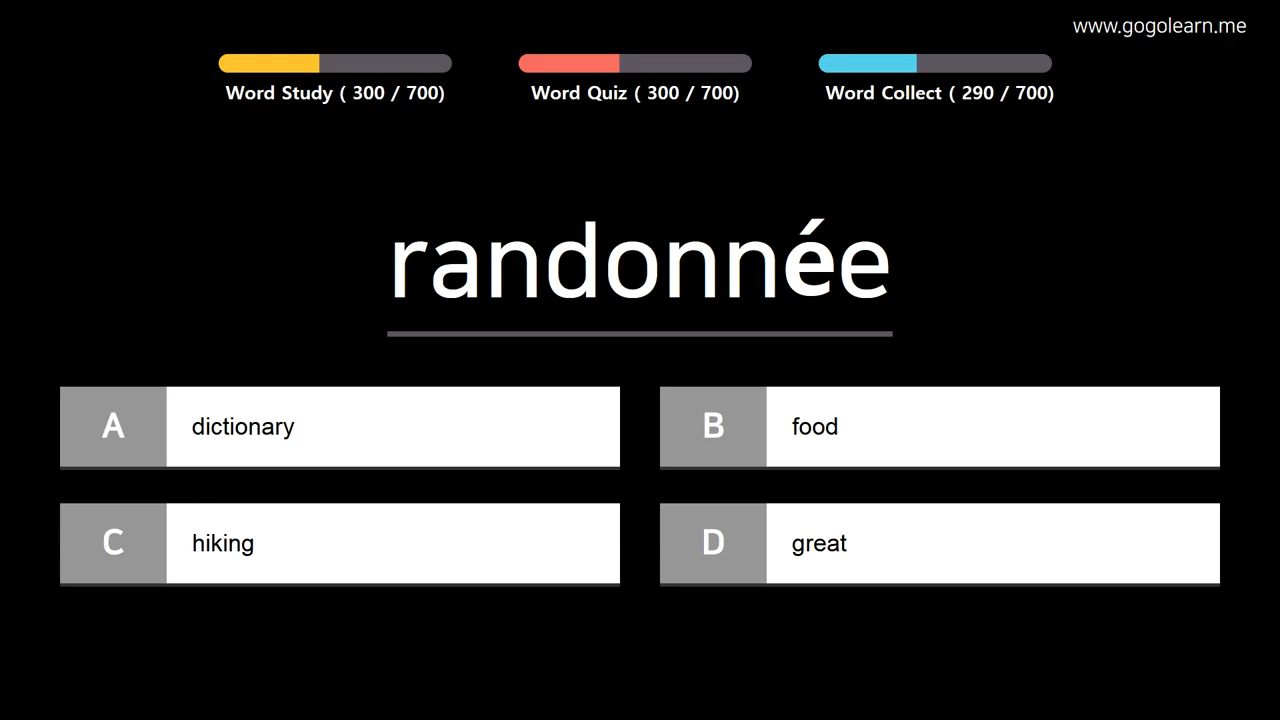 www.gogolearn.me
Word Study ( 300 / 700)
Word Quiz ( 300 / 700)
Word Collect ( 290 / 700)
randonnée
A dictionary
B food
C hiking
D great